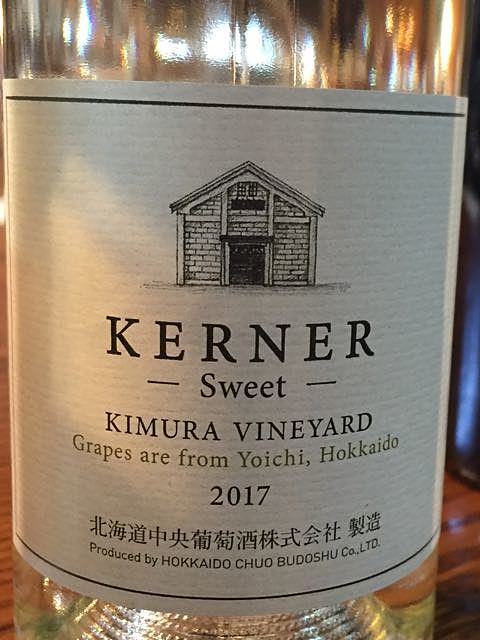 KERNER
— Sweet —
KIMURA VINEYARD
Grapes are from Yoichi, Hokkaido
2017
北海道中央葡萄酒株式会社 製造
Produced by HOKKAIDO CHUO BUDOSHU Co.,LTD.